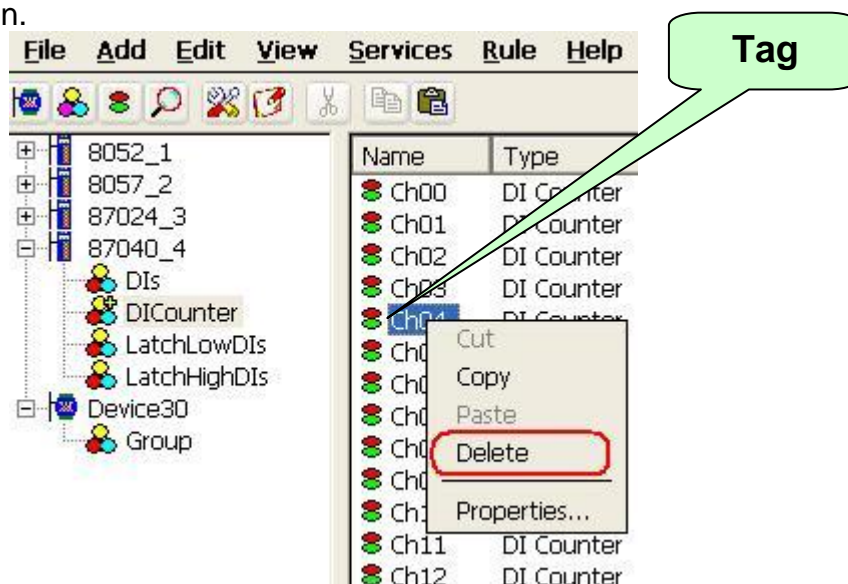 n.
File Add Edit View Services Rule Help
Tag
8052_1
8057_2
87024_3
87040_4
DIs
DICounter
LatchLowDIs
LatchHighDIs
Device30
Group
Name Type
Ch00 DI Counter
Ch01 DI Counter
Ch02 DI Counter
Ch03 DI Counter
Ch04 DI Counter
Cut
Copy
Paste
Delete
Properties...
Ch11 DI Counter
Ch12 DI Counter